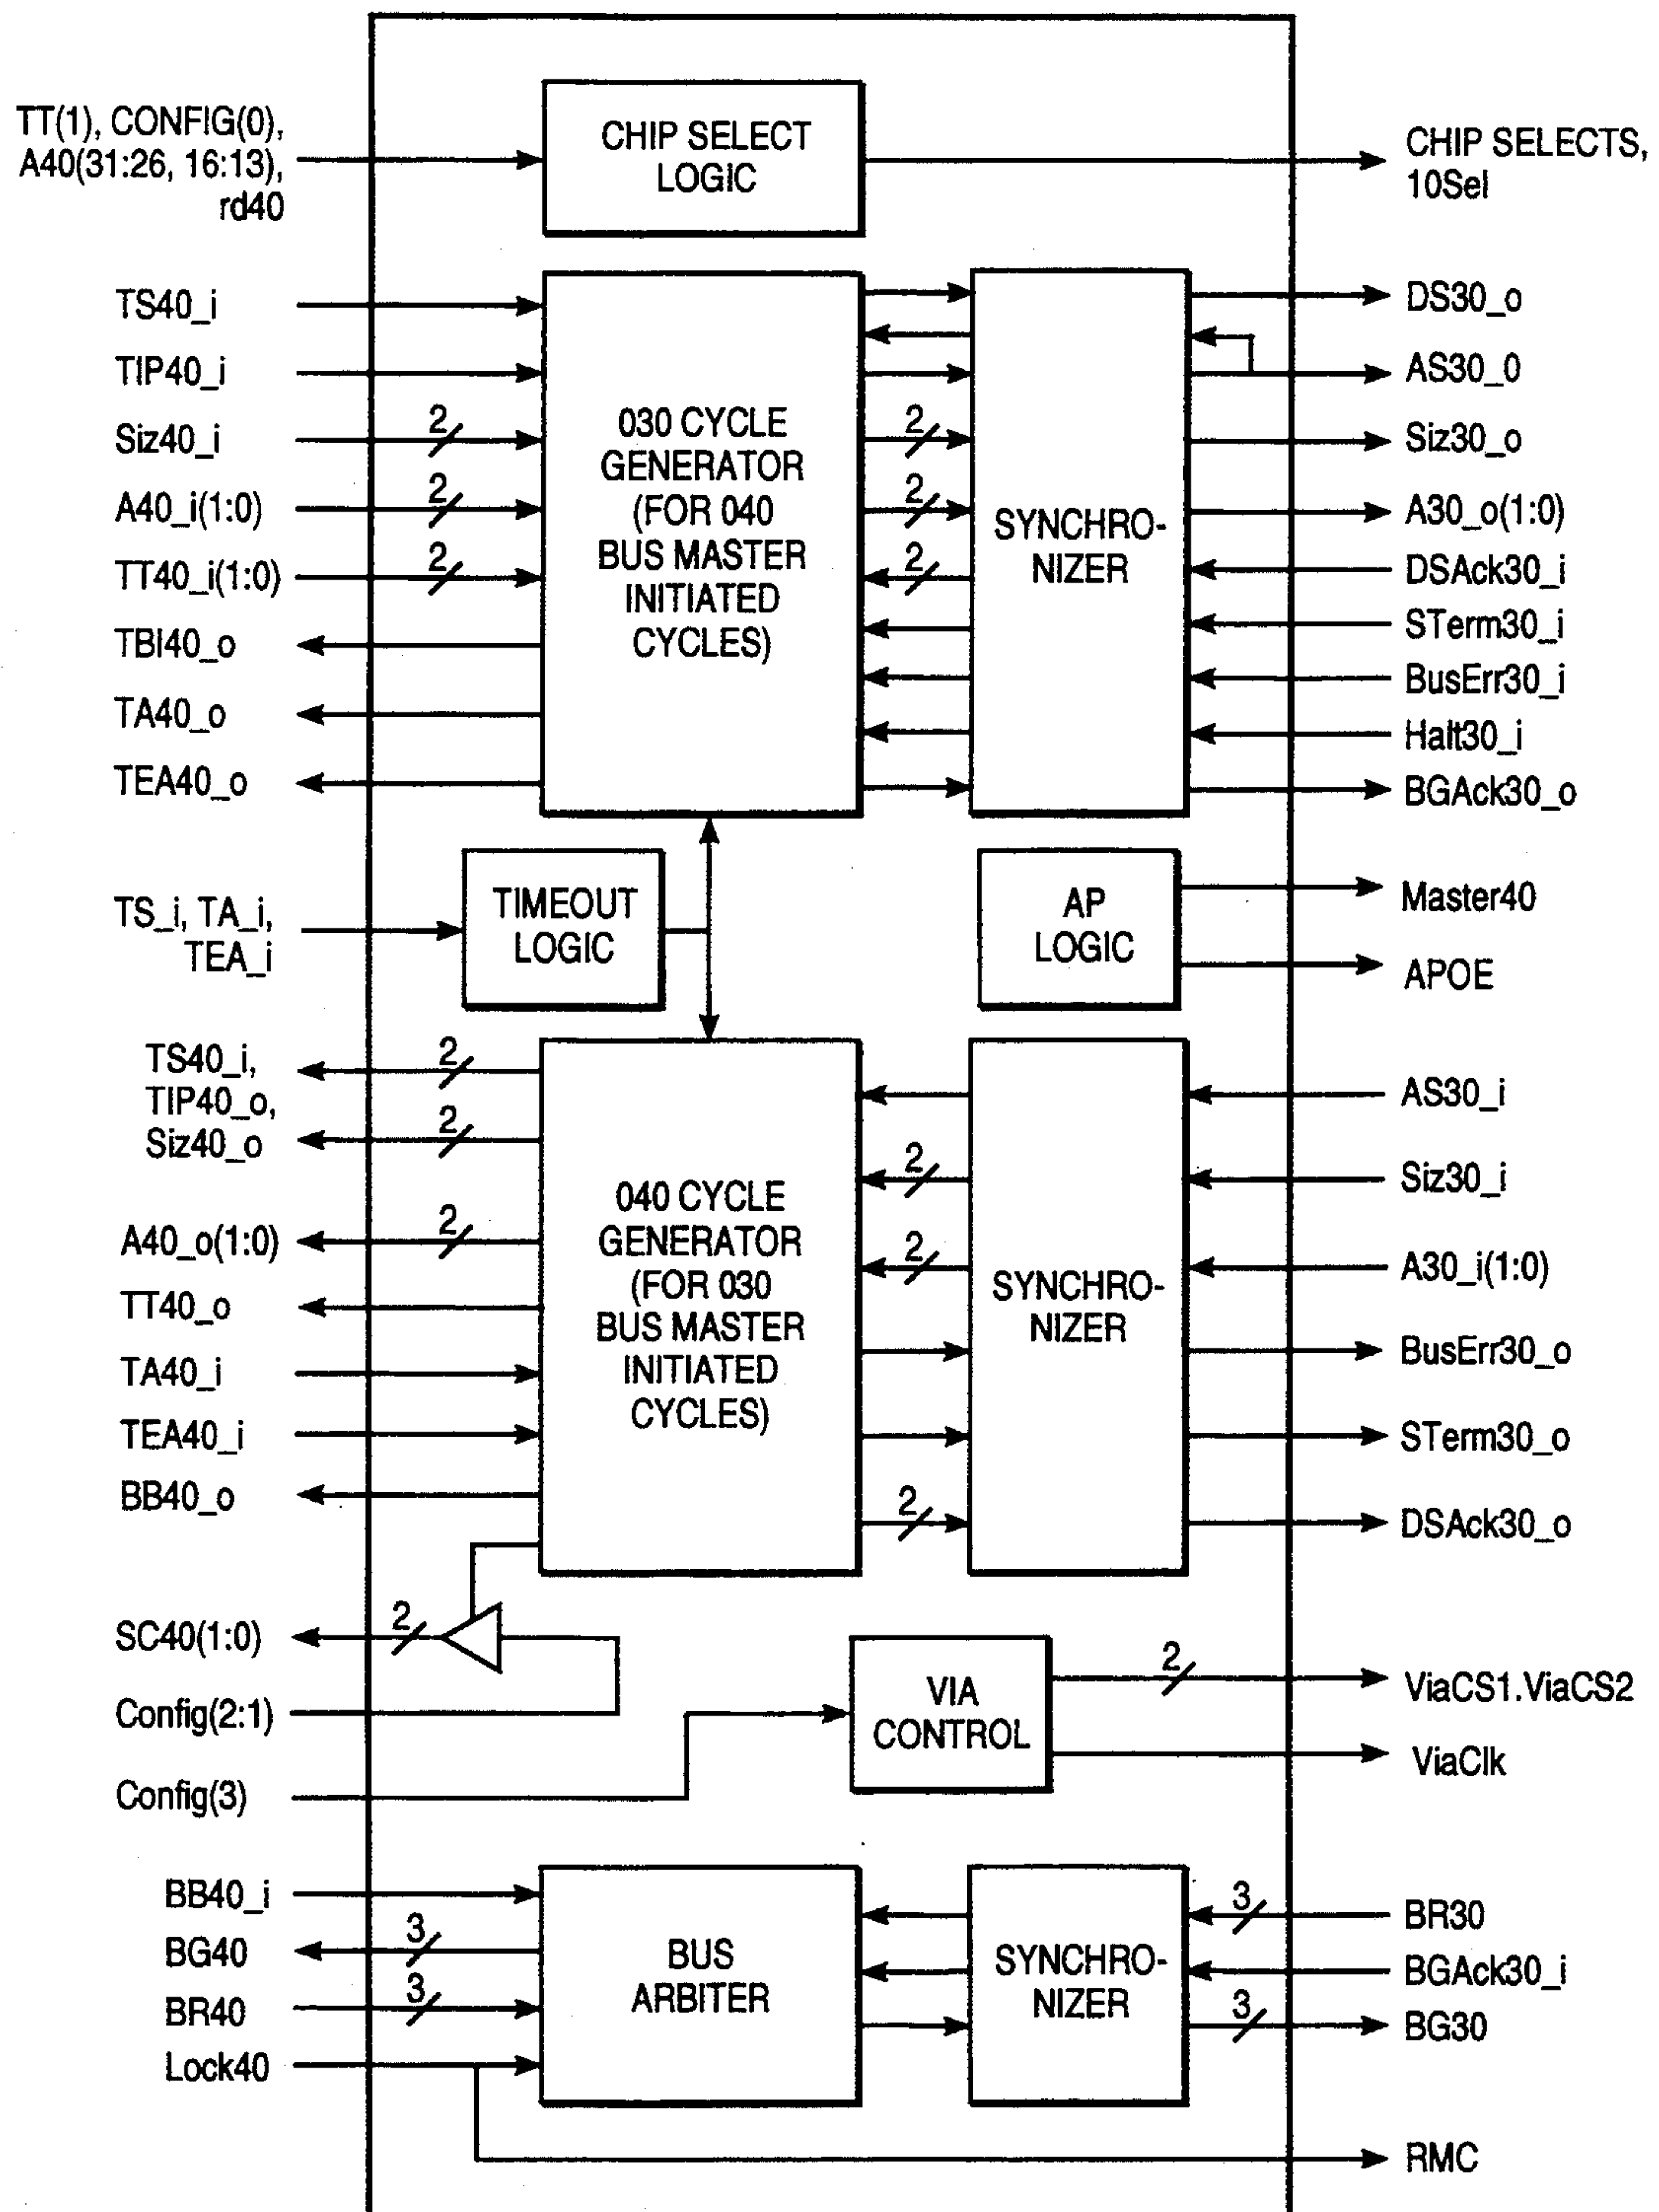 TT(1), CONFIG(0),
A40(31:26, 16:13),
rd40
CHIP SELECT
LOGIC
CHIP SELECTS,
10Sel
TS40_i
TIP40_i
Siz40_i
2
A40_i(1:0)
2
TT40_i(1:0)
2
TBI40_o
TA40_o
TEA40_o
030 CYCLE
GENERATOR
(FOR 040
BUS MASTER
INITIATED
CYCLES)
2
2
2
SYNCHRO-
NIZER
DS30_o
AS30_0
Siz30_o
A30_o(1:0)
DSAck30_i
STerm30_i
BusErr30_i
Halt30_i
BGAck30_o
TS_i, TA_i,
TEA_i
TIMEOUT
LOGIC
AP
LOGIC
Master40
APOE
TS40_i,
TIP40_o,
Siz40_o
2
2
A40_o(1:0)
2
TT40_o
TA40_i
TEA40_i
BB40_o
040 CYCLE
GENERATOR
(FOR 030
BUS MASTER
INITIATED
CYCLES)
2
2
2
SYNCHRO-
NIZER
AS30_i
Siz30_i
A30_i(1:0)
BusErr30_o
STerm30_o
DSAck30_o
SC40(1:0)
2
Config(2:1)
Config(3)
VIA
CONTROL
2
ViaCS1.ViaCS2
ViaClk
BB40_i
BG40
3
BR40
3
Lock40
BUS
ARBITER
SYNCHRO-
NIZER
3
BR30
BGAck30_i
3
BG30
RMC